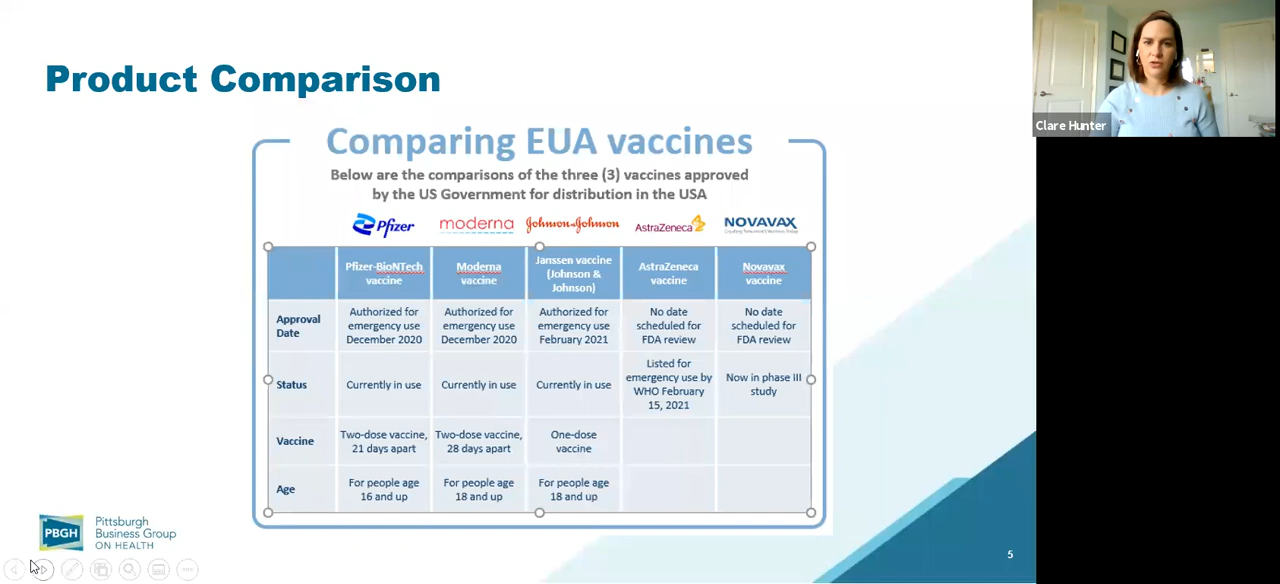 Product Comparison
Clare Hunter
Comparing EUA vaccines
Below are the comparisons of the three (3) vaccines approved
by the US Government for distribution in the USA
Pfizer
moderna
Johnson & Johnson
AstraZeneca
NOVAVAX
Pfizer-BioNTech
vaccine
Moderna
vaccine
Janssen vaccine
(Johnson &
Johnson)
AstraZeneca
vaccine
Novavax
vaccine
Approval
Date
Authorized for
emergency use
December 2020
Authorized for
emergency use
December 2020
Authorized for
emergency use
February 2021
No date
scheduled for
FDA review
No date
scheduled for
FDA review
Status
Currently in use
Currently in use
Currently in use
Listed for
emergency use by
WHO February
15, 2021
Now in phase III
study
Vaccine
Two-dose vaccine,
21 days apart
Two-dose vaccine,
28 days apart
One-dose
vaccine
Age
For people age
16 and up
For people age
18 and up
For people age
18 and up
PBGH
Pittsburgh
Business Group
ON HEALTH
5